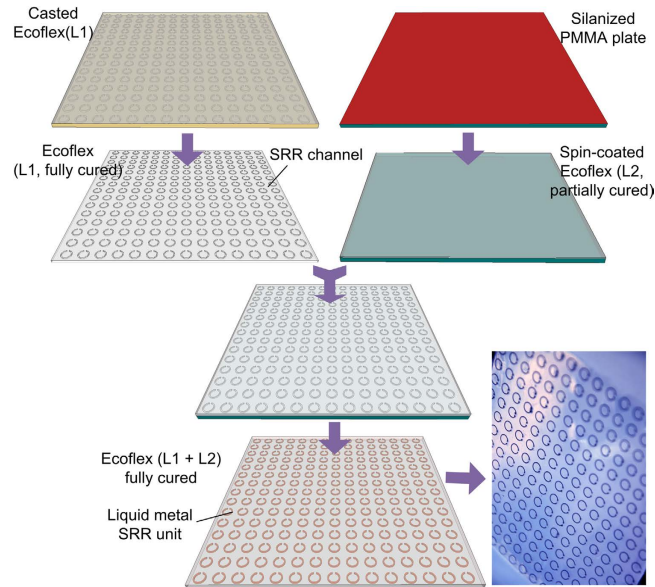 Casted
Ecoflex(L1)
Silanized
PMMA plate
Ecoflex
(L1, fully cured)
SRR channel
Spin-coated
Ecoflex (L2,
partially cured)
Ecoflex (L1 + L2)
fully cured
Liquid metal
SRR unit